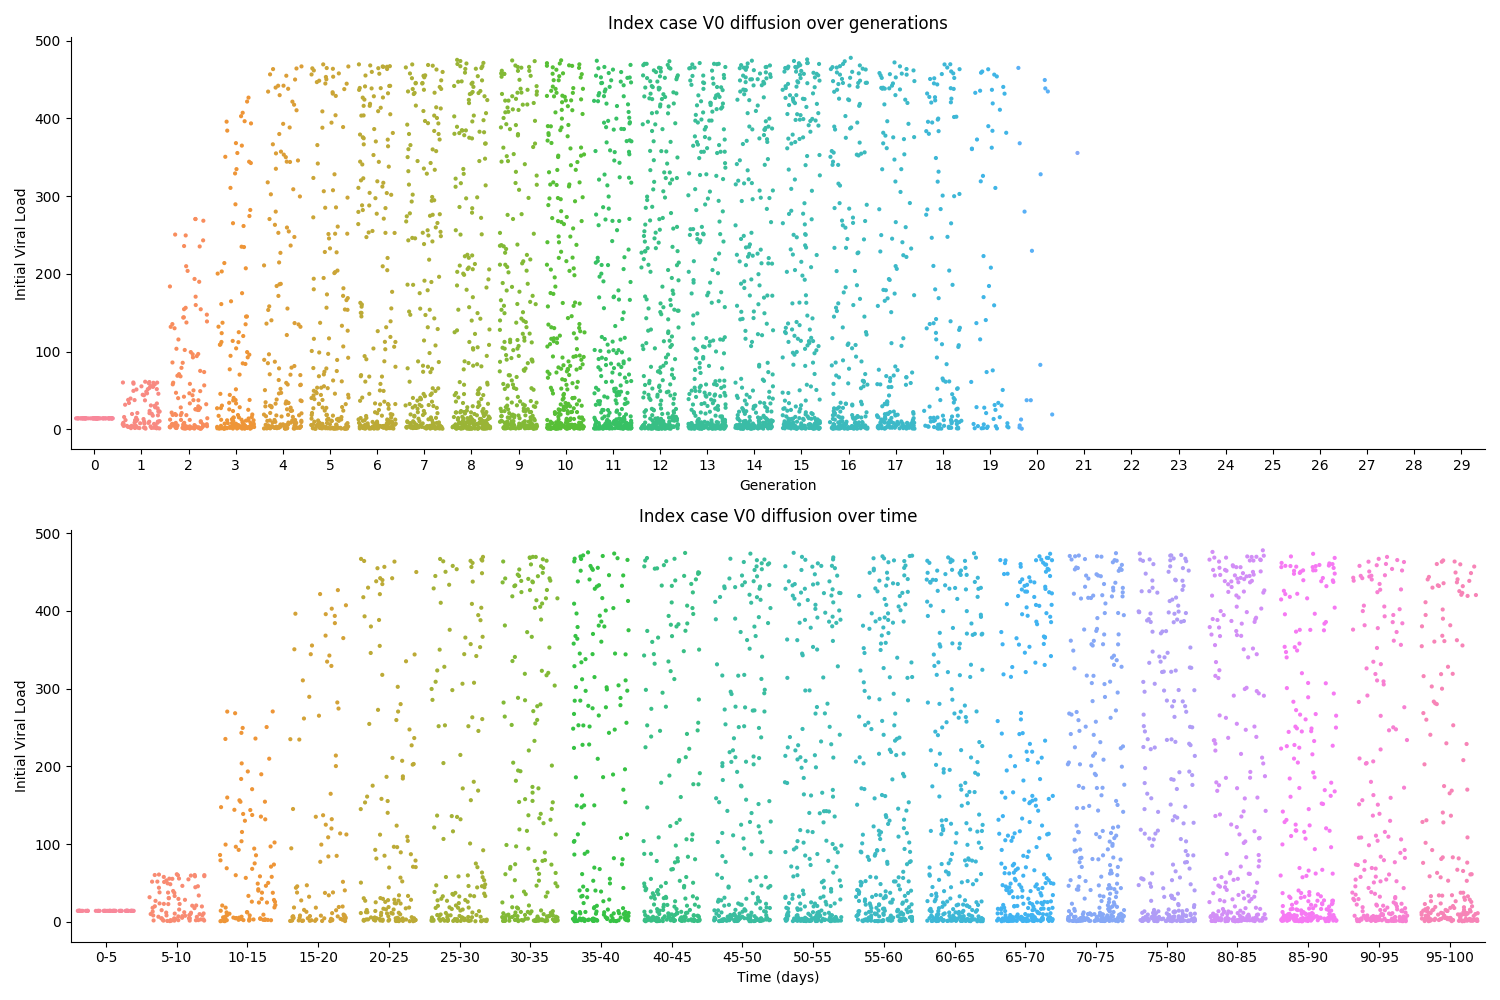 Index case V0 diffusion over generations
500
400
300
200
100
0
Initial Viral Load
0 1 2 3 4 5 6 7 8 9 10 11 12 13 14 15 16 17 18 19 20 21 22 23 24 25 26 27 28 29
Generation
Index case V0 diffusion over time
500
400
300
200
100
0
Initial Viral Load
0-5 5-10 10-15 15-20 20-25 25-30 30-35 35-40 40-45 45-50 50-55 55-60 60-65 65-70 70-75 75-80 80-85 85-90 90-95 95-100
Time (days)